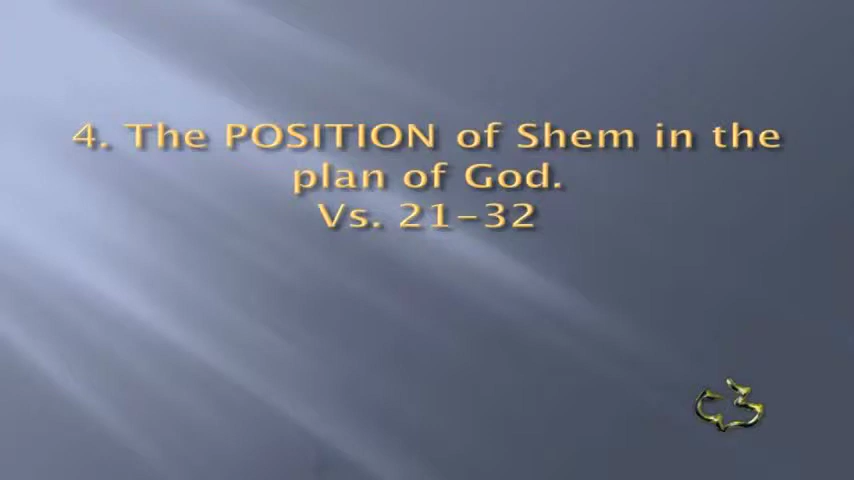 4. The POSITION of Shem in the
plan of God.
Vs. 21-32